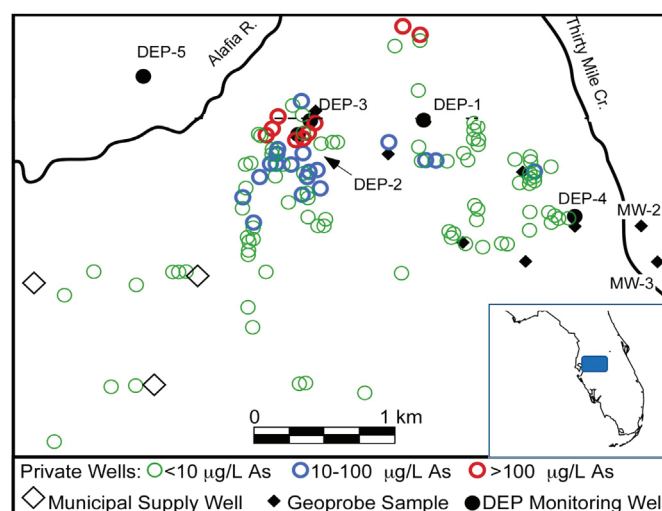 DEP-5
Alafia R.
Thirty Mile Cr.
DEP-3
DEP-1
DEP-2
DEP-4
MW-2
MW-3
0 1 km
Private Wells: <10 µg/L As 10-100 µg/L As >100 µg/L As
Municipal Supply Well Geoprobe Sample DEP Monitoring Well